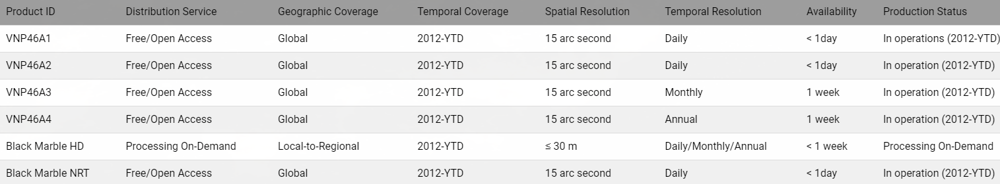 Product ID Distribution Service Geographic Coverage Temporal Coverage Spatial Resolution Temporal Resolution Availability Production Status
VNP46A1 Free/Open Access Global 2012-YTD 15 arc second Daily < 1day In operations (2012-YTD)
VNP46A2 Free/Open Access Global 2012-YTD 15 arc second Daily < 1day In operation (2012-YTD)
VNP46A3 Free/Open Access Global 2012-YTD 15 arc second Monthly 1 week In operation (2012-YTD)
VNP46A4 Free/Open Access Global 2012-YTD 15 arc second Annual 1 week In operation (2012-YTD)
Black Marble HD Processing On-Demand Local-to-Regional 2012-YTD ≤ 30 m Daily/Monthly/Annual < 1 week Processing On-Demand
Black Marble NRT Free/Open Access Global 2012-YTD 15 arc second Daily < 1day In operation (2012-YTD)